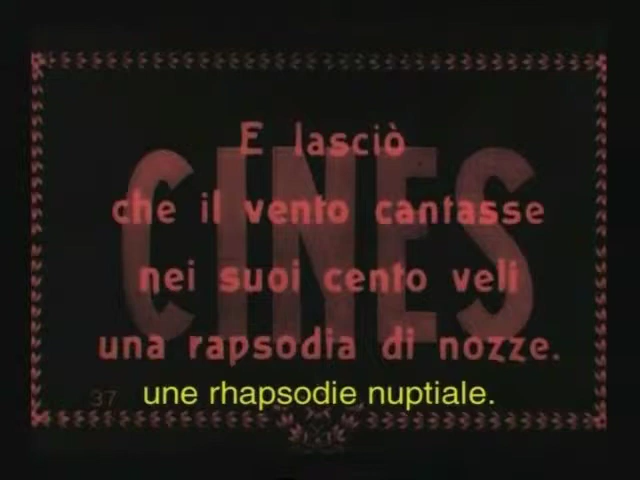 E lasciò
CINES
che il vento cantasse
nei suoi cento veli
una rapsodia di nozze.
37
une rhapsodie nuptiale.